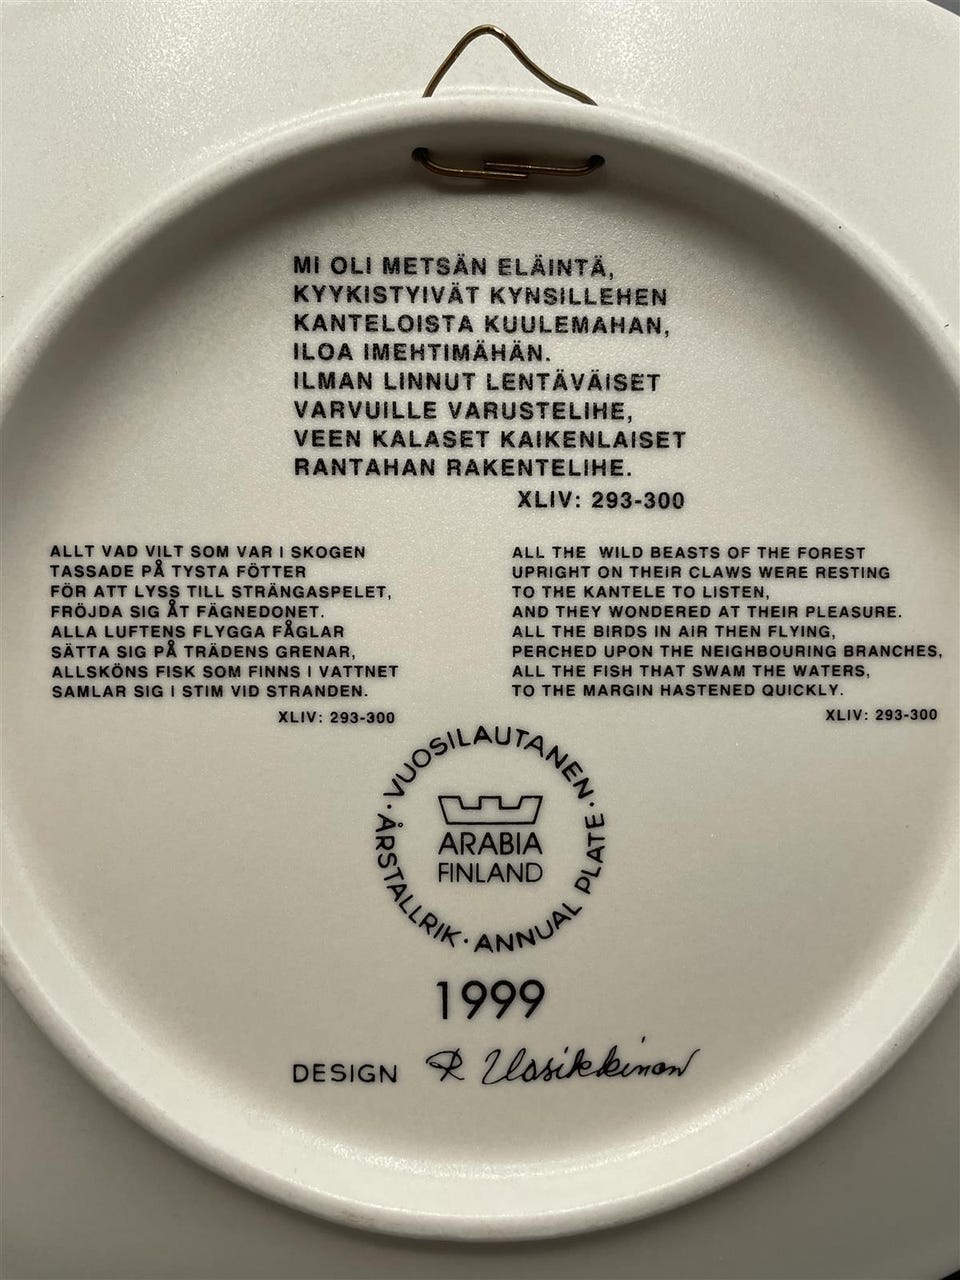 MI OLI METSÄN ELÄINTÄ,
KYYKISTYIVÄT KYNSILLEHEN
KANTELOISTA KUULEMAHAN,
ILOA IMEHTIMÄHÄN.
ILMAN LINNUT LENTÄVÄISET
VARVUILLE VARUSTELIHE,
VEEN KALASET KAIKENLAISET
RANTAHAN RAKENTELIHE.
XLIV: 293-300
ALLT VAD VILT SOM VAR I SKOGEN
TASSADE PÅ TYSTA FÖTTER
FÖR ATT LYSS TILL STRÄNGASPELET,
FRÖJDA SIG ÅT FÄGNEDONET.
ALLA LUFTENS FLYGGA FÅGLAR
SÄTTA SIG PÅ TRÄDENS GRENAR,
ALLSKÖNS FISK SOM FINNS I VATTNET
SAMLAR SIG I STIM VID STRANDEN.
XLIV: 293-300
ALL THE WILD BEASTS OF THE FOREST
UPRIGHT ON THEIR CLAWS WERE RESTING
TO THE KANTELE TO LISTEN,
AND THEY WONDERED AT THEIR PLEASURE.
ALL THE BIRDS IN AIR THEN FLYING,
PERCHED UPON THE NEIGHBOURING BRANCHES,
ALL THE FISH THAT SWAM THE WATERS,
TO THE MARGIN HASTENED QUICKLY.
XLIV: 293-300
· VUOSILAUTANEN · ANNUAL PLATE · ÅRSTALLRIK
ARABIA
FINLAND
1999
DESIGN R Uosikkinen